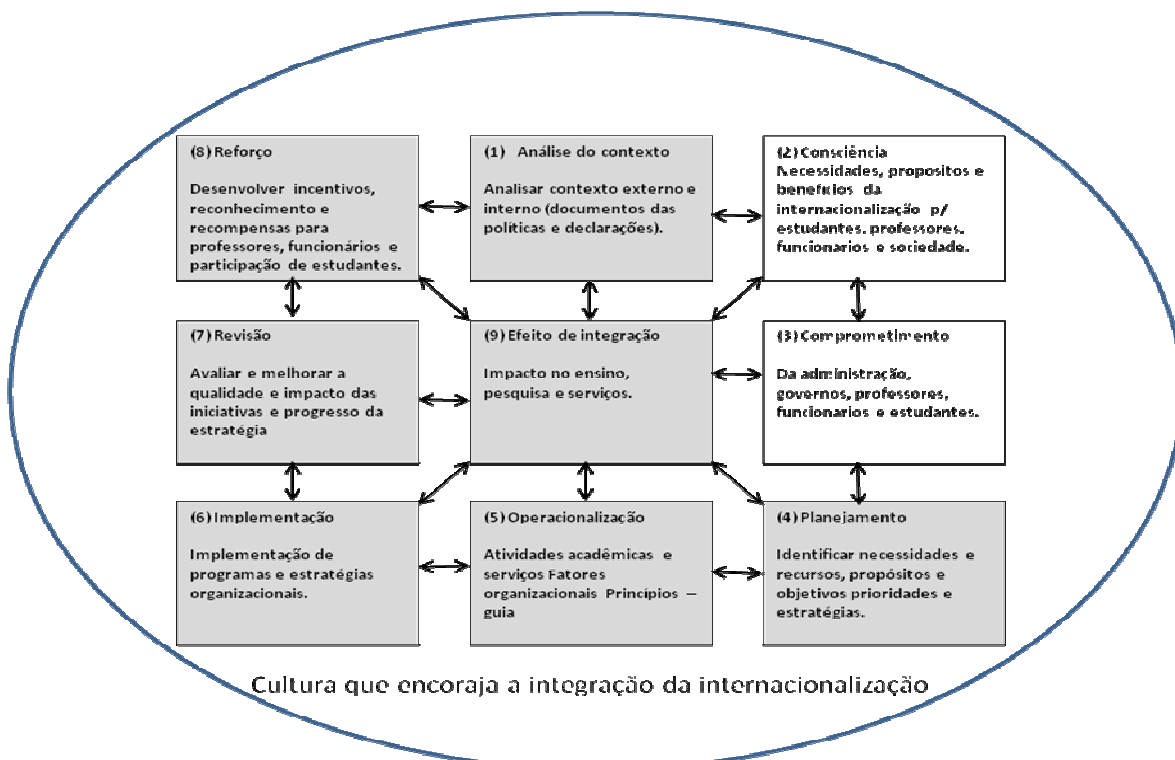 (8) Reforço
Desenvolver incentivos,
reconhecimento e
recompensas para
professores, funcionários e
participação de estudantes.
(1) Análise do contexto
Analisar contexto externo e
interno (documentos das
políticas e declarações).
(2) Consciência
Necessidades, propositos e
beneficios da
internacionalização p/
estudantes, professores,
funcionarios e sociedade.
(7) Revisão
Avaliar e melhorar a
qualidade e impacto das
iniciativas e progresso da
estratégia
(9) Efeito de integração
Impacto no ensino,
pesquisa e serviços.
(3) Comprometimento
Da administração,
governos, professores,
funcionarios e estudantes.
(6) Implementação
Implementação de
programas e estratégias
organizacionais.
(5) Operacionalização
Atividades acadêmicas e
serviços Fatores
organizacionais Princípios –
guia
(4) Planejamento
Identificar necessidades e
recursos, propósitos e
objetivos prioridades e
estratégias.
Cultura que encoraja a integração da internacionalização